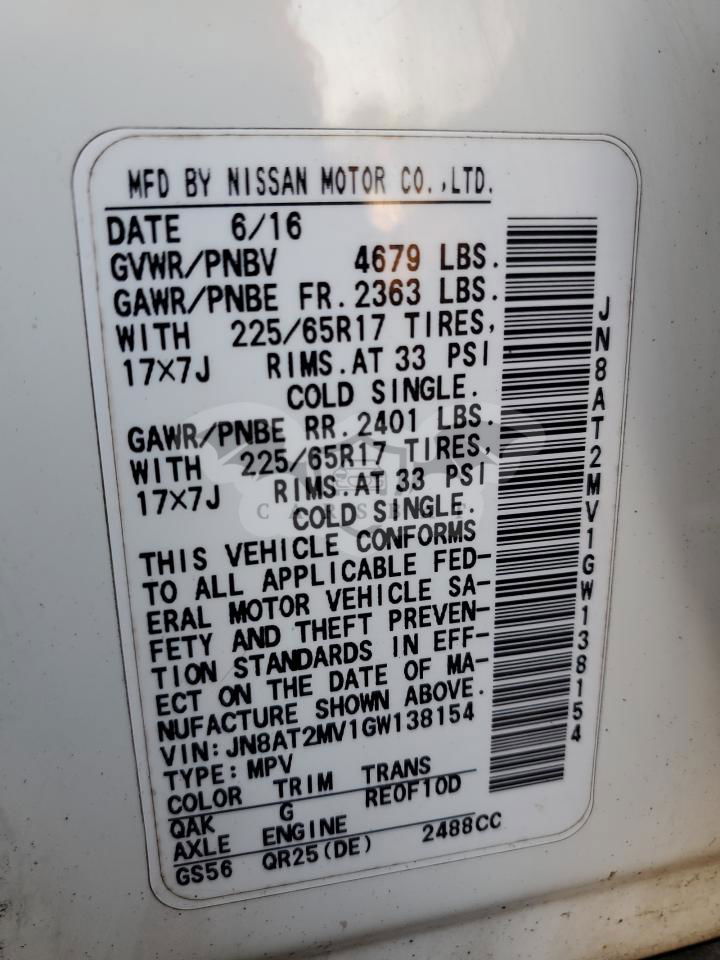 MFD BY NISSAN MOTOR CO.,LTD.
DATE 6/16
GVWR/PNBV 4679 LBS.
GAWR/PNBE FR. 2363 LBS.
WITH 225/65R17 TIRES,
17×7J RIMS. AT 33 PSI
COLD SINGLE.
GAWR/PNBE RR. 2401 LBS.
WITH 225/65R17 TIRES,
17×7J RIMS. AT 33 PSI
COLD SINGLE.
THIS VEHICLE CONFORMS
TO ALL APPLICABLE FED-
ERAL MOTOR VEHICLE SA-
FETY AND THEFT PREVEN-
TION STANDARDS IN EFF-
ECT ON THE DATE OF MA-
NUFACTURE SHOWN ABOVE.
VIN: JN8AT2MV1GW138154
TYPE: MPV
COLOR TRIM TRANS
QAK G RE0F10D
AXLE ENGINE
GS56 QR25(DE) 2488CC
JN8AT2MV1GW138154